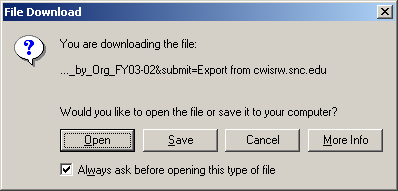 File Download
?
You are downloading the file:
..._by_Org_FY03-02&submit=Export from cwisrw.snc.edu
Would you like to open the file or save it to your computer?
Open Save Cancel More Info
Always ask before opening this type of file